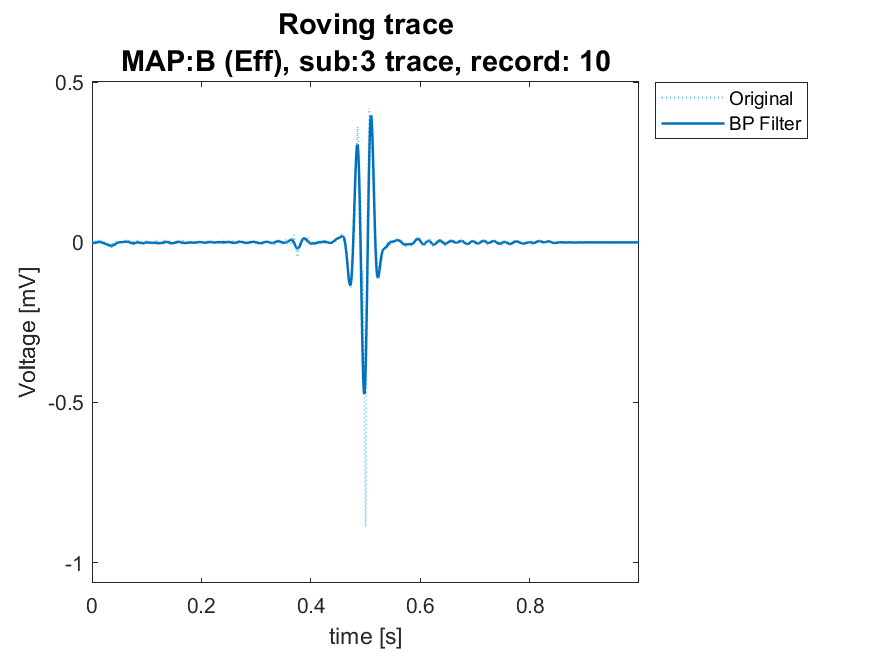 Roving trace
MAP:B (Eff), sub:3 trace, record: 10
Original
BP Filter
0.5
0
-0.5
-1
Voltage [mV]
0 0.2 0.4 0.6 0.8
time [s]